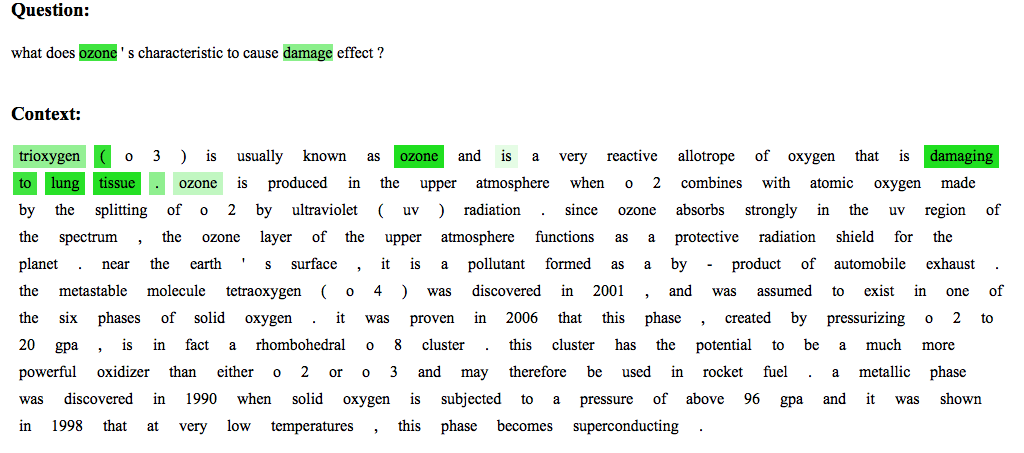 Question:
what does ozone ' s characteristic to cause damage effect ?
Context:
trioxygen ( o 3 ) is usually known as ozone and is a very reactive allotrope of oxygen that is damaging
to lung tissue . ozone is produced in the upper atmosphere when o 2 combines with atomic oxygen made
by the splitting of o 2 by ultraviolet ( uv ) radiation . since ozone absorbs strongly in the uv region of
the spectrum , the ozone layer of the upper atmosphere functions as a protective radiation shield for the
planet . near the earth ' s surface , it is a pollutant formed as a by - product of automobile exhaust .
the metastable molecule tetraoxygen ( o 4 ) was discovered in 2001 , and was assumed to exist in one of
the six phases of solid oxygen . it was proven in 2006 that this phase , created by pressurizing o 2 to
20 gpa , is in fact a rhombohedral o 8 cluster . this cluster has the potential to be a much more
powerful oxidizer than either o 2 or o 3 and may therefore be used in rocket fuel . a metallic phase
was discovered in 1990 when solid oxygen is subjected to a pressure of above 96 gpa and it was shown
in 1998 that at very low temperatures , this phase becomes superconducting .